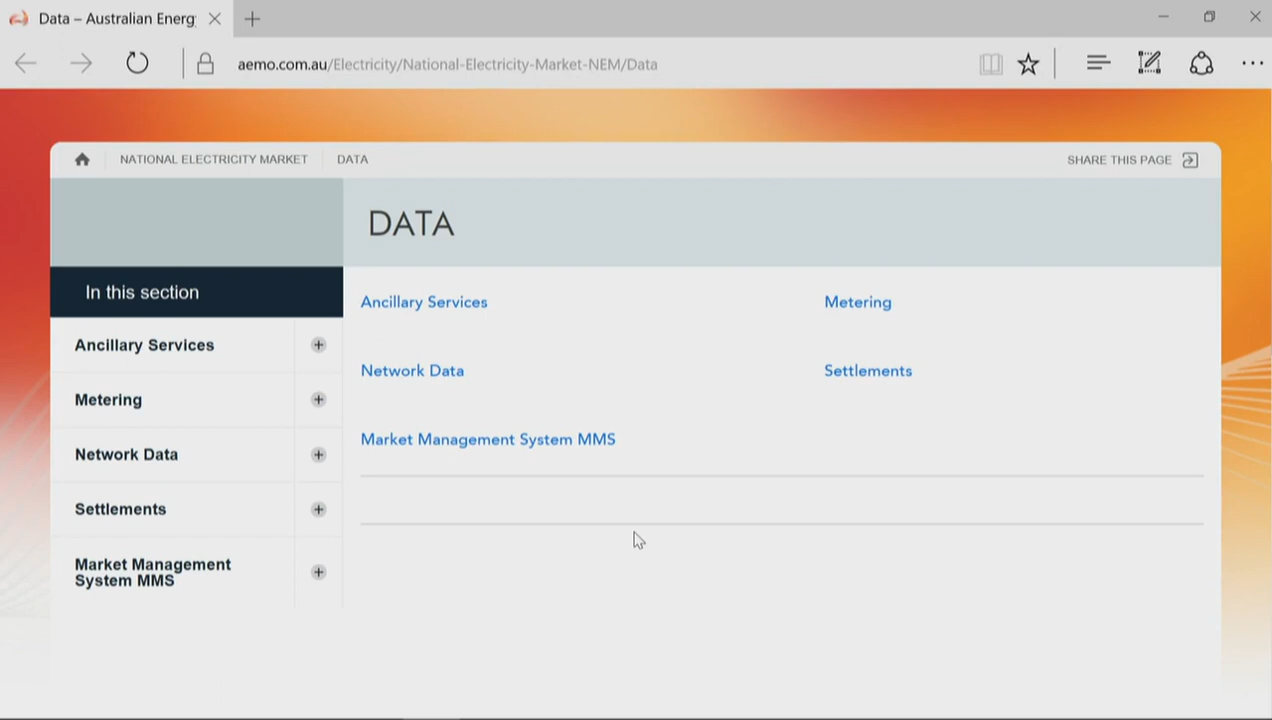 Data – Australian Energ
aemo.com.au/Electricity/National-Electricity-Market-NEM/Data
NATIONAL ELECTRICITY MARKET
DATA
SHARE THIS PAGE
DATA
In this section
Ancillary Services
Metering
Network Data
Settlements
Market Management
System MMS
Ancillary Services
Metering
Network Data
Settlements
Market Management System MMS